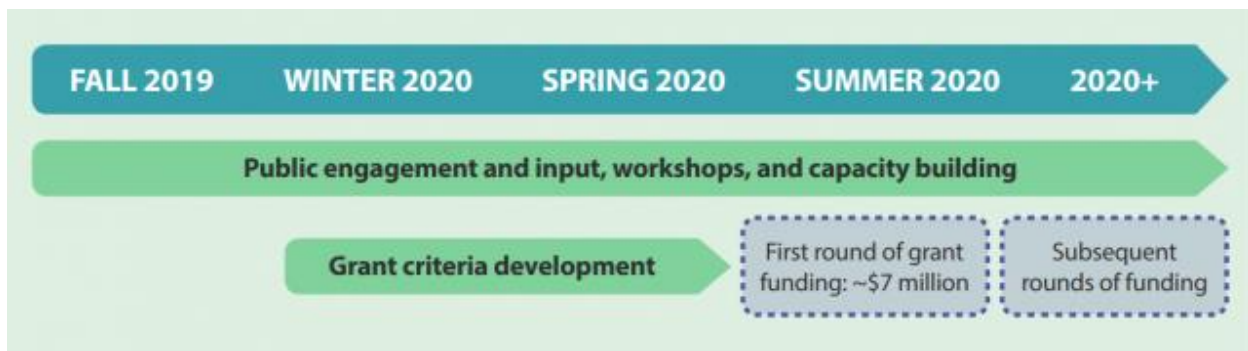 FALL 2019 WINTER 2020 SPRING 2020 SUMMER 2020 2020+
Public engagement and input, workshops, and capacity building
Grant criteria development
First round of grant
funding: ~$7 million
Subsequent
rounds of funding